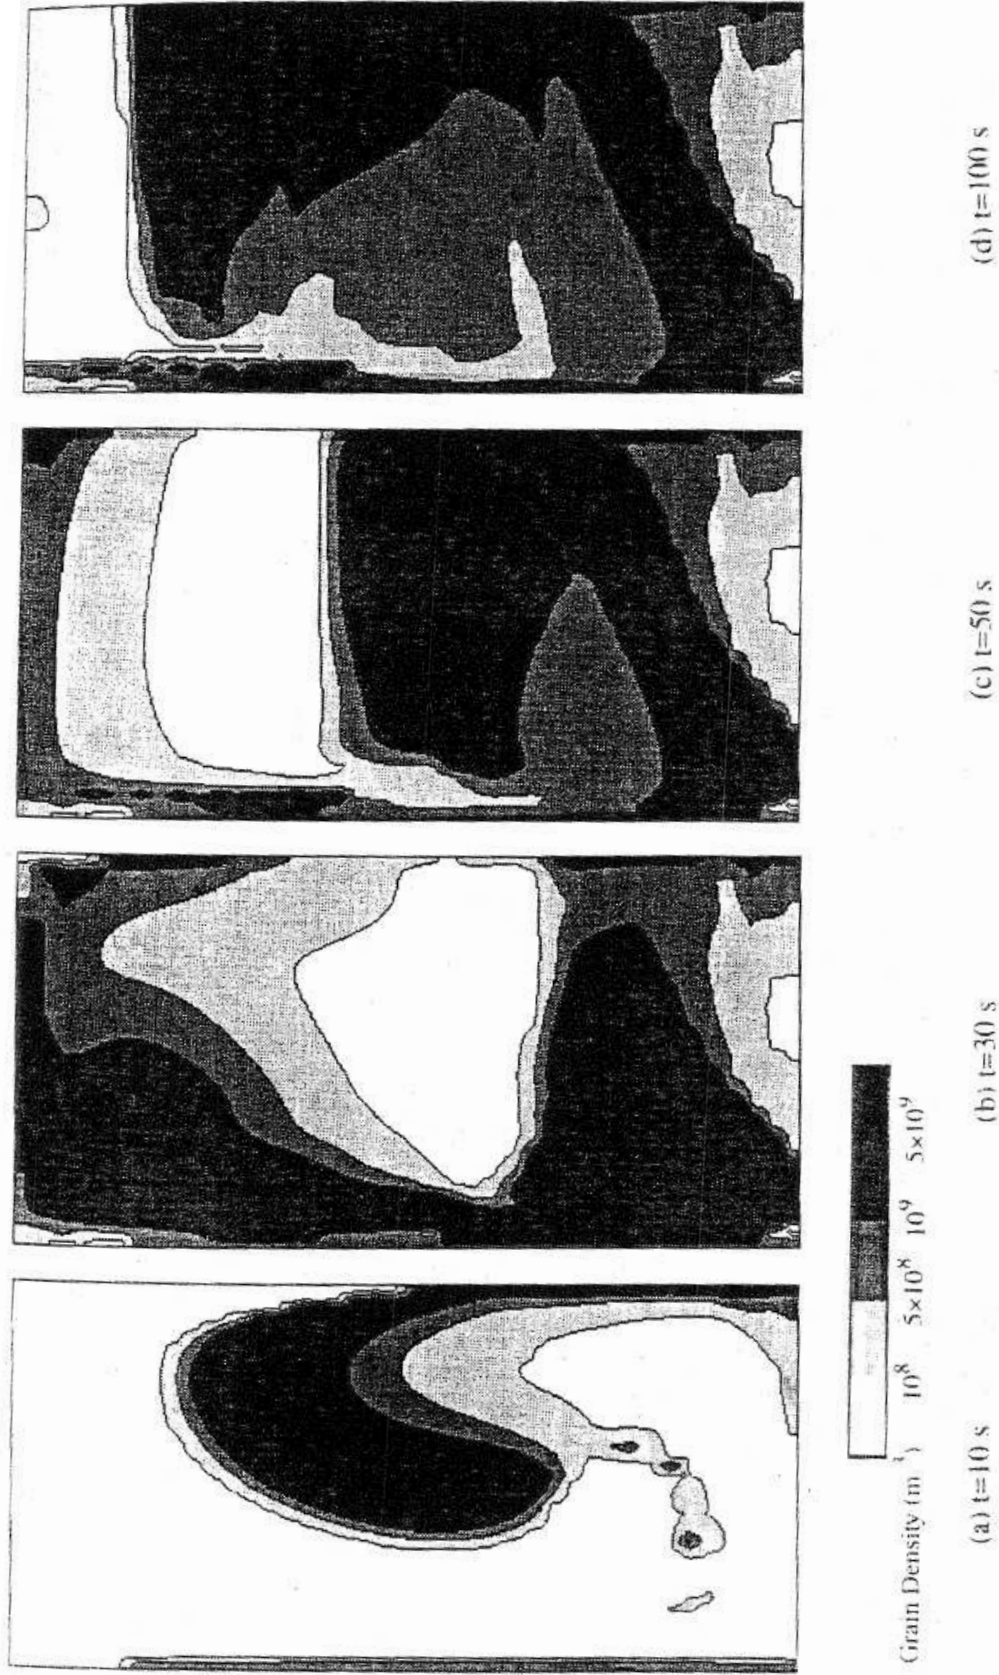 Grain Density (m⁻³) 10⁸ 5×10⁸ 10⁹ 5×10⁹
(a) t=10 s
(b) t=30 s
(c) t=50 s
(d) t=100 s